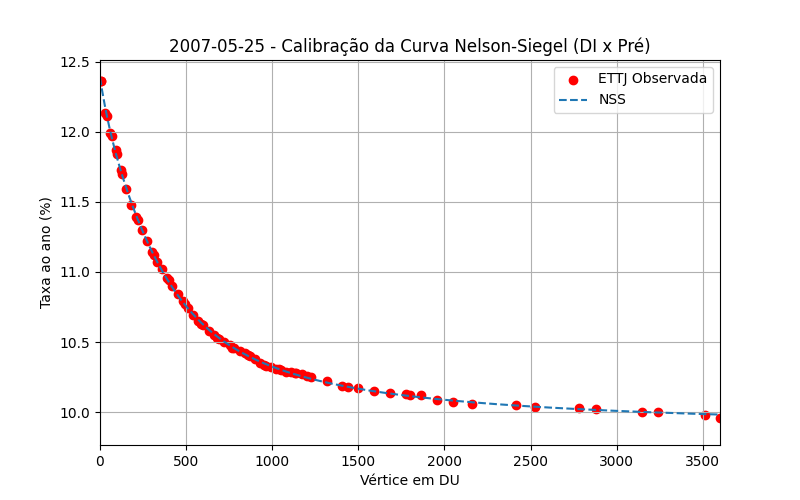 2007-05-25 - Calibração da Curva Nelson-Siegel (DI x Pré)
ETTJ Observada
NSS
Taxa ao ano (%)
12.5
12.0
11.5
11.0
10.5
10.0
0 500 1000 1500 2000 2500 3000 3500
Vértice em DU